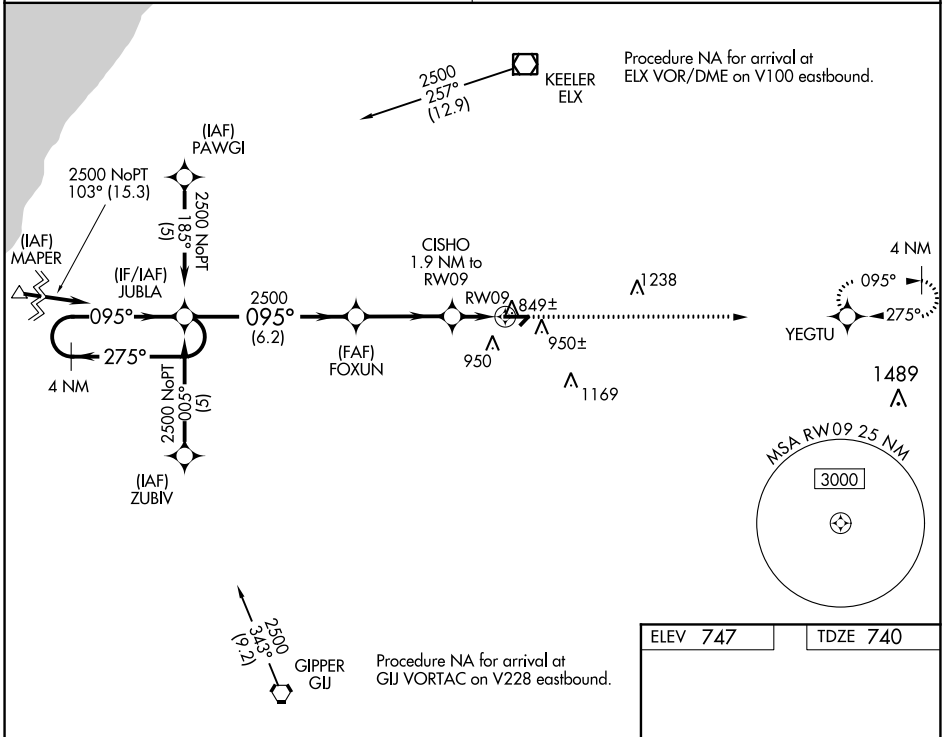 2500
257°
(12.9)
KEELER
ELX
Procedure NA for arrival at
ELX VOR/DME on V100 eastbound.
(IAF)
PAWGI
2500 NoPT
103° (15.3)
2500 NoPT
185°
(5)
(IAF)
MAPER
(IF/IAF)
JUBLA
095°
275°
4 NM
2500
095°
(6.2)
(FAF)
FOXUN
CISHO
1.9 NM to
RW09
RW09
849±
950
950±
1238
1169
4 NM
095°
275°
YEGTU
1489
2500 NoPT
005°
(5)
(IAF)
ZUBIV
MSA RW09 25 NM
3000
2500
343°
(9.2)
GIPPER
GIJ
Procedure NA for arrival at
GIJ VORTAC on V228 eastbound.
ELEV 747
TDZE 740